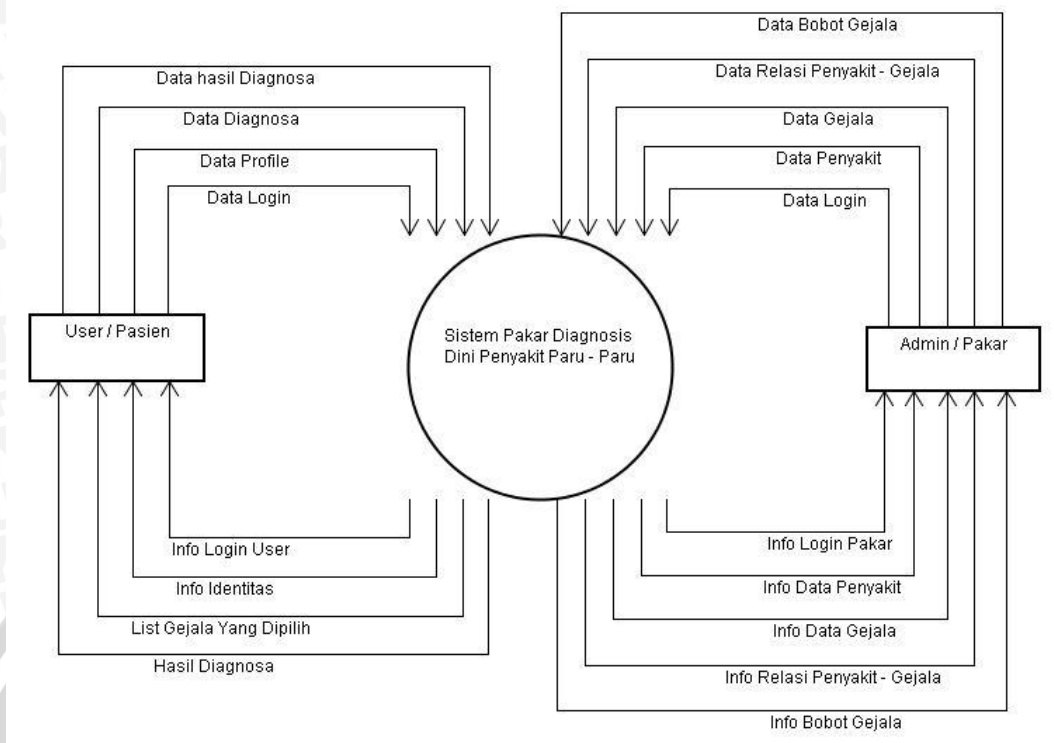 Data Bobot Gejala
Data hasil Diagnosa
Data Relasi Penyakit - Gejala
Data Diagnosa
Data Gejala
Data Profile
Data Penyakit
Data Login
Data Login
User / Pasien
Sistem Pakar Diagnosis
Dini Penyakit Paru - Paru
Admin / Pakar
Info Login User
Info Login Pakar
Info Identitas
Info Data Penyakit
List Gejala Yang Dipilih
Info Data Gejala
Hasil Diagnosa
Info Relasi Penyakit - Gejala
Info Bobot Gejala